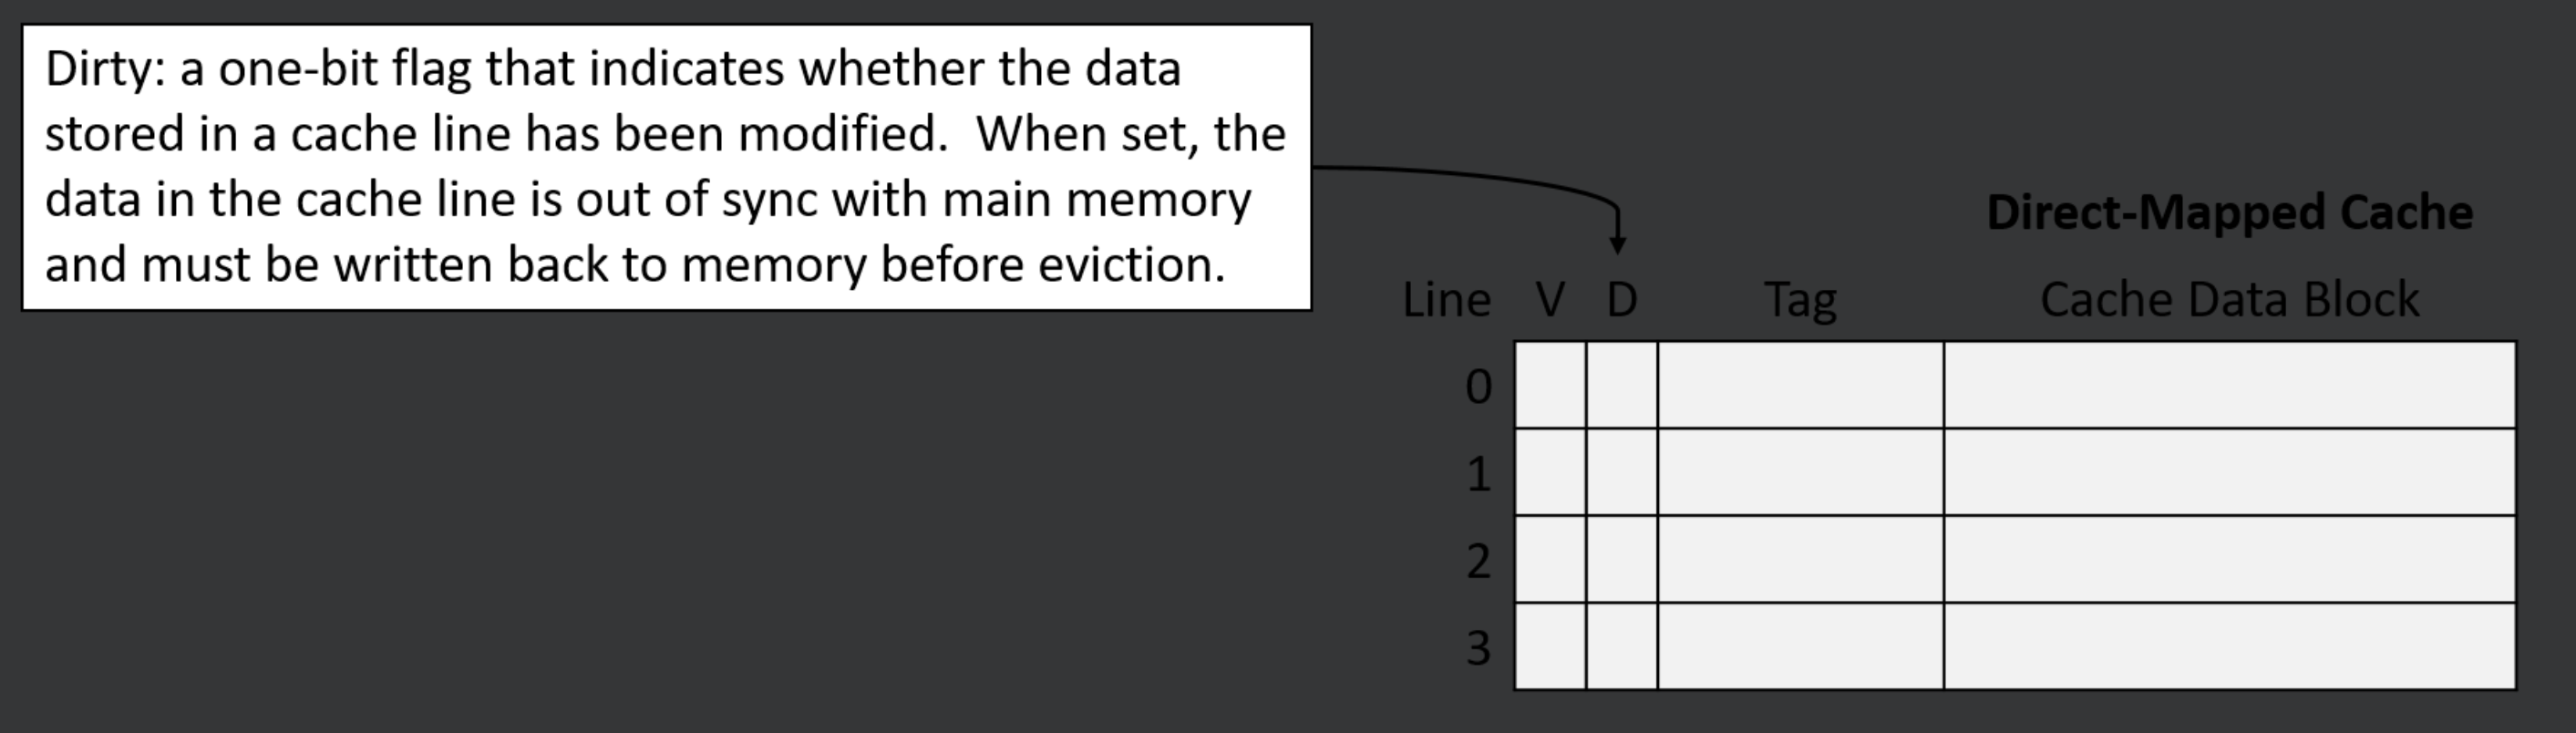 Dirty: a one-bit flag that indicates whether the data
stored in a cache line has been modified.  When set, the
data in the cache line is out of sync with main memory
and must be written back to memory before eviction.
Direct-Mapped Cache
Line V D Tag Cache Data Block
0
1
2
3